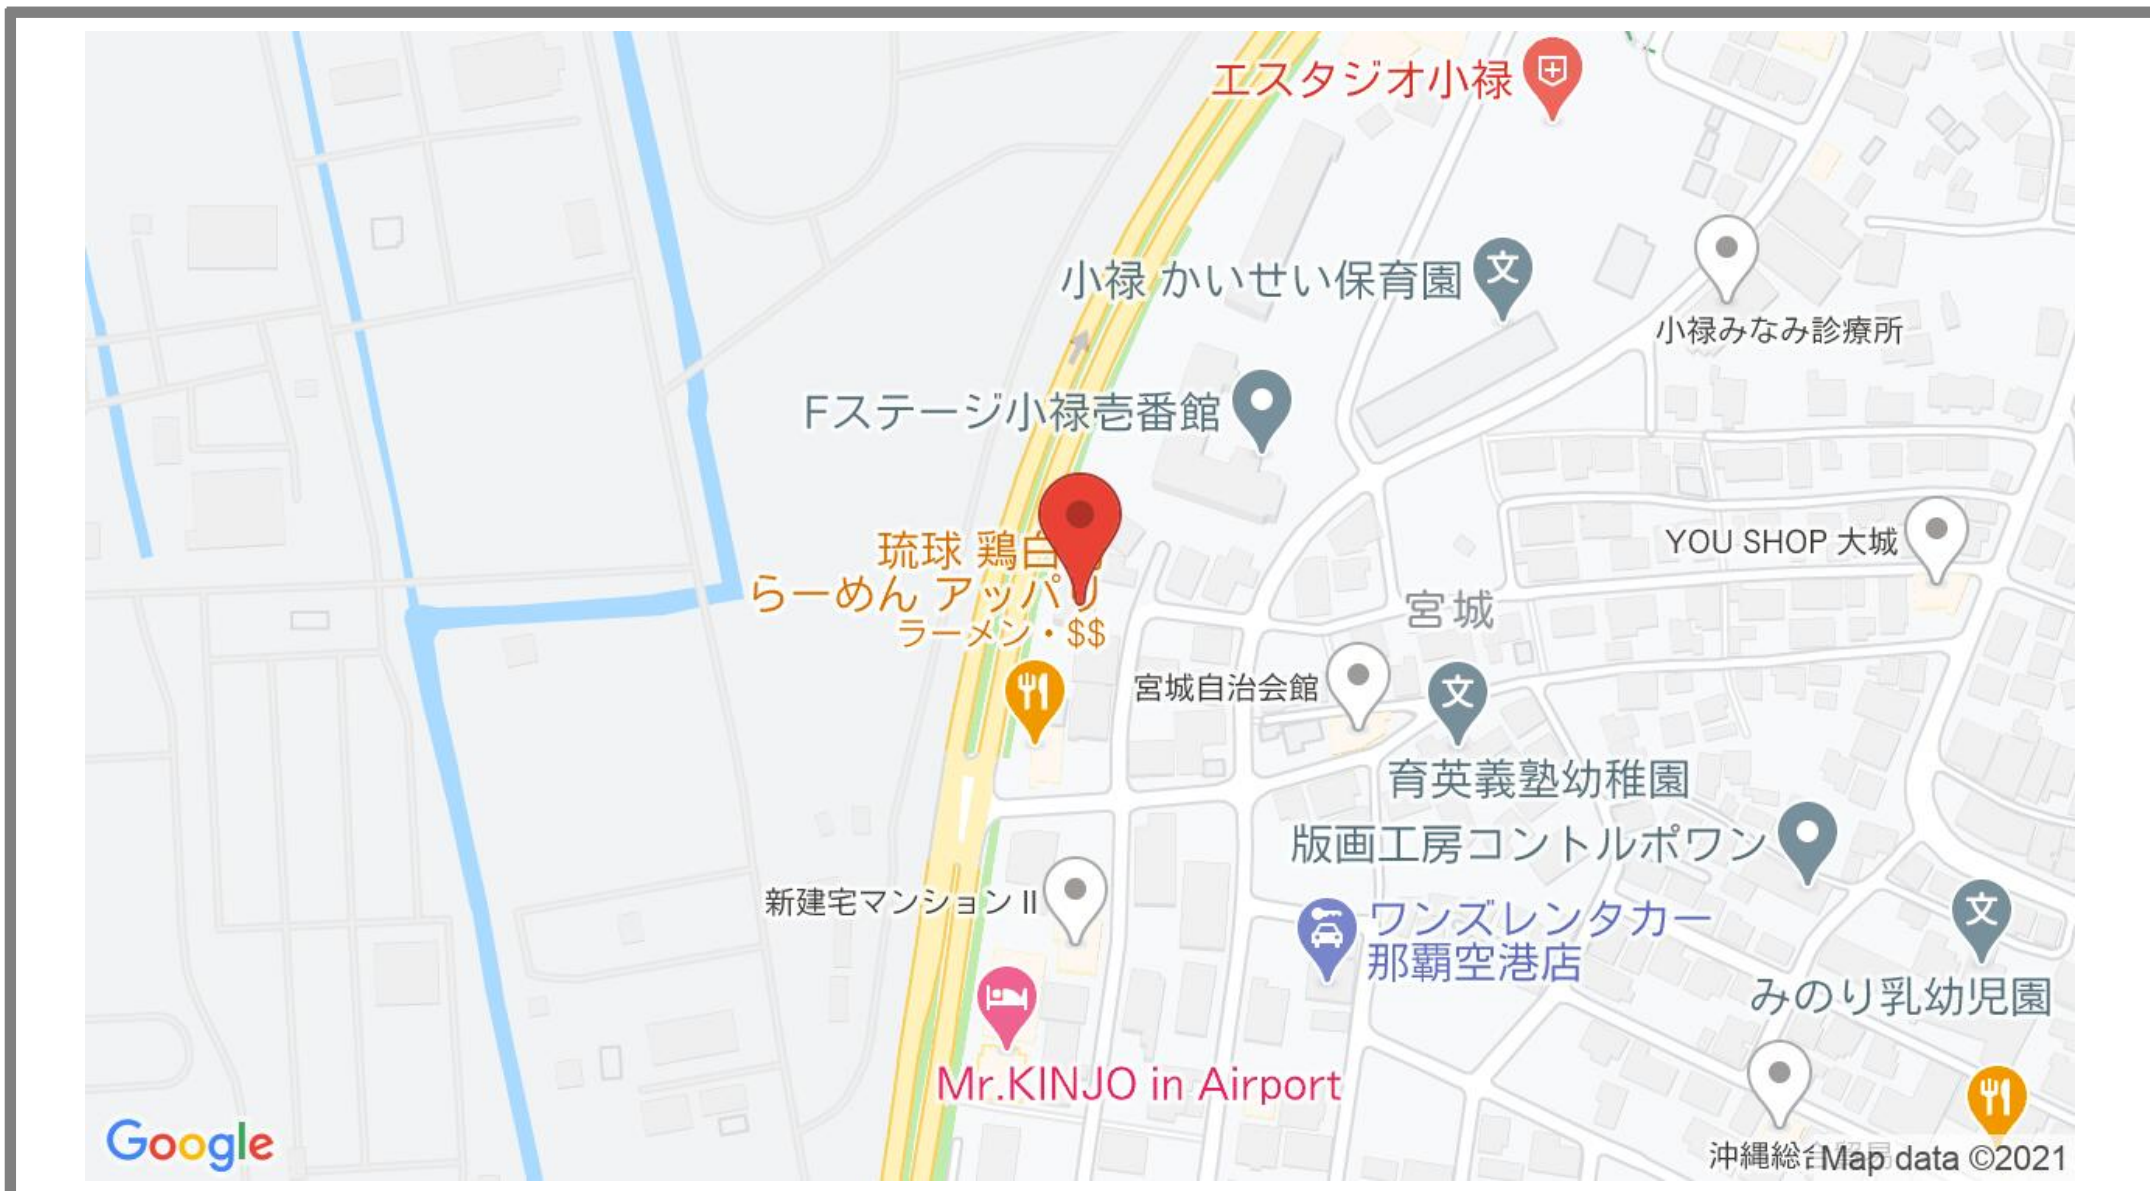 エスタジオ小禄
小禄 かいせい保育園
小禄みなみ診療所
Fステージ小禄壱番館
琉球 鶏白
らーめん アッパリ
ラーメン・$$
YOU SHOP 大城
宮城
宮城自治会館
育英義塾幼稚園
版画工房コントルポワン
新建宅マンション II
ワンズレンタカー
那覇空港店
みのり乳幼児園
Mr.KINJO in Airport
Google
沖縄総合
Map data ©2021